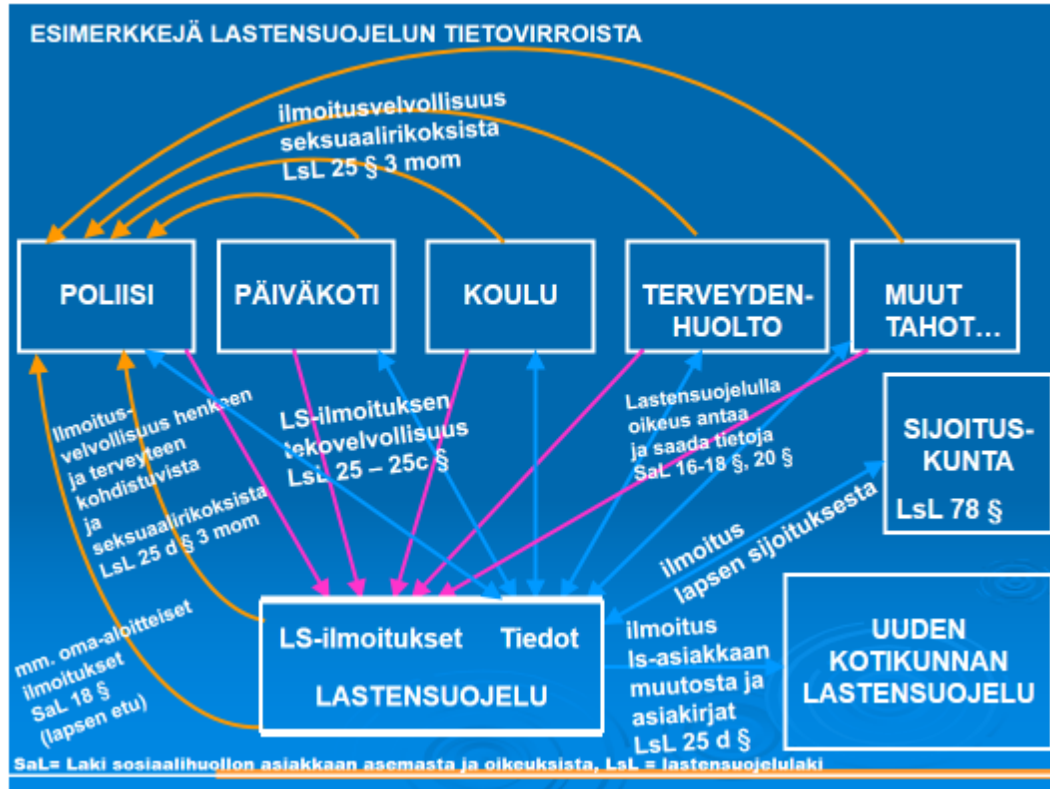 ESIMERKKEJÄ LASTENSUOJELUN TIETOVIRROISTA
ilmoitusvelvollisuus
seksuaalirikoksista
LsL 25 § 3 mom
POLIISI
PÄIVÄKOTI
KOULU
TERVEYDEN-
HUOLTO
MUUT
TAHOT…
Ilmoitus-
velvollisuus henkeen
ja terveyteen
kohdistuvista
ja
seksuaalirikoksista
LsL 25 d § 3 mom
LS-ilmoituksen
tekovelvollisuus
LsL 25 – 25c §
Lastensuojelulla
oikeus antaa
ja saada tietoja
SaL 16-18 §, 20 §
SIJOITUS-
KUNTA
LsL 78 §
ilmoitus
lapsen sijoituksesta
mm. oma-aloitteiset
ilmoitukset
SaL 18 §
(lapsen etu)
LS-ilmoitukset Tiedot
LASTENSUOJELU
ilmoitus
ls-asiakkaan
muutosta ja
asiakirjat
LsL 25 d §
UUDEN
KOTIKUNNAN
LASTENSUOJELU
SaL= Laki sosiaalihuollon asiakkaan asemasta ja oikeuksista, LsL = lastensuojelulaki